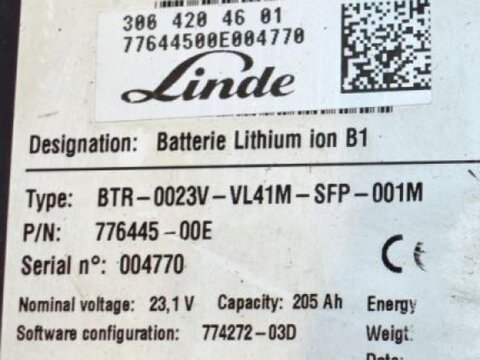 306 420 46 01
77644500E004770
Linde
Designation: Batterie Lithium ion B1
Type: BTR-0023V-VL41M-SFP-001M
P/N: 776445-00E
CE
Serial n°: 004770
Nominal voltage: 23,1 V Capacity: 205 Ah Energy
Software configuration: 774272-03D Weigt